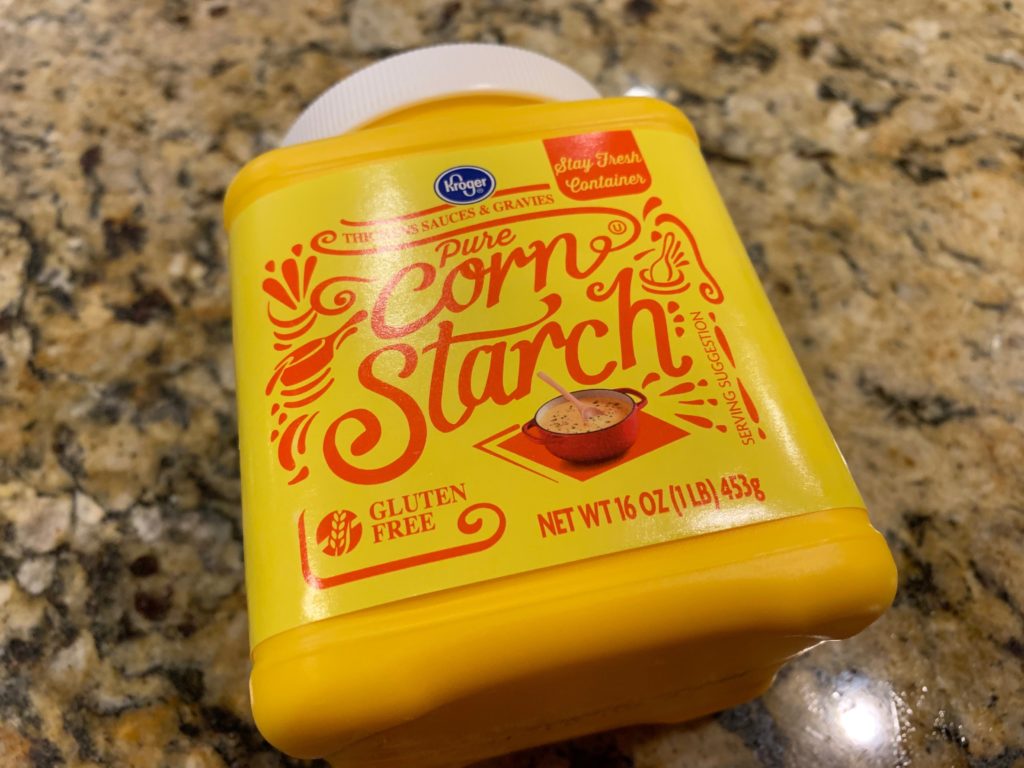 Kroger®
Stay Fresh
Container
THICKENS SAUCES & GRAVIES
Pure
Corn
Starch
U
SERVING SUGGESTION
GLUTEN
FREE
NET WT 16 OZ (1 LB) 453g